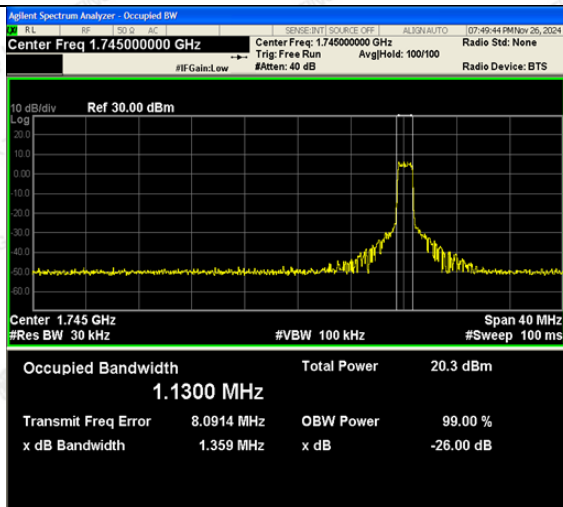 Agilent Spectrum Analyzer - Occupied BW
RL RF 50 Ω AC SENSE:INT SOURCE OFF ALIGN AUTO 07:49:44 PM Nov 26, 2024
Center Freq 1.745000000 GHz Center Freq: 1.745000000 GHz Radio Std: None
Trig: Free Run Avg|Hold: 100/100
#IFGain:Low #Atten: 40 dB Radio Device: BTS
10 dB/div Ref 30.00 dBm
Log
20.0
10.0
0.00
-10.0
-20.0
-30.0
-40.0
-50.0
-60.0
Center 1.745 GHz Span 40 MHz
#Res BW 30 kHz #VBW 100 kHz #Sweep 100 ms
Occupied Bandwidth Total Power 20.3 dBm
1.1300 MHz
Transmit Freq Error 8.0914 MHz OBW Power 99.00 %
x dB Bandwidth 1.359 MHz x dB -26.00 dB